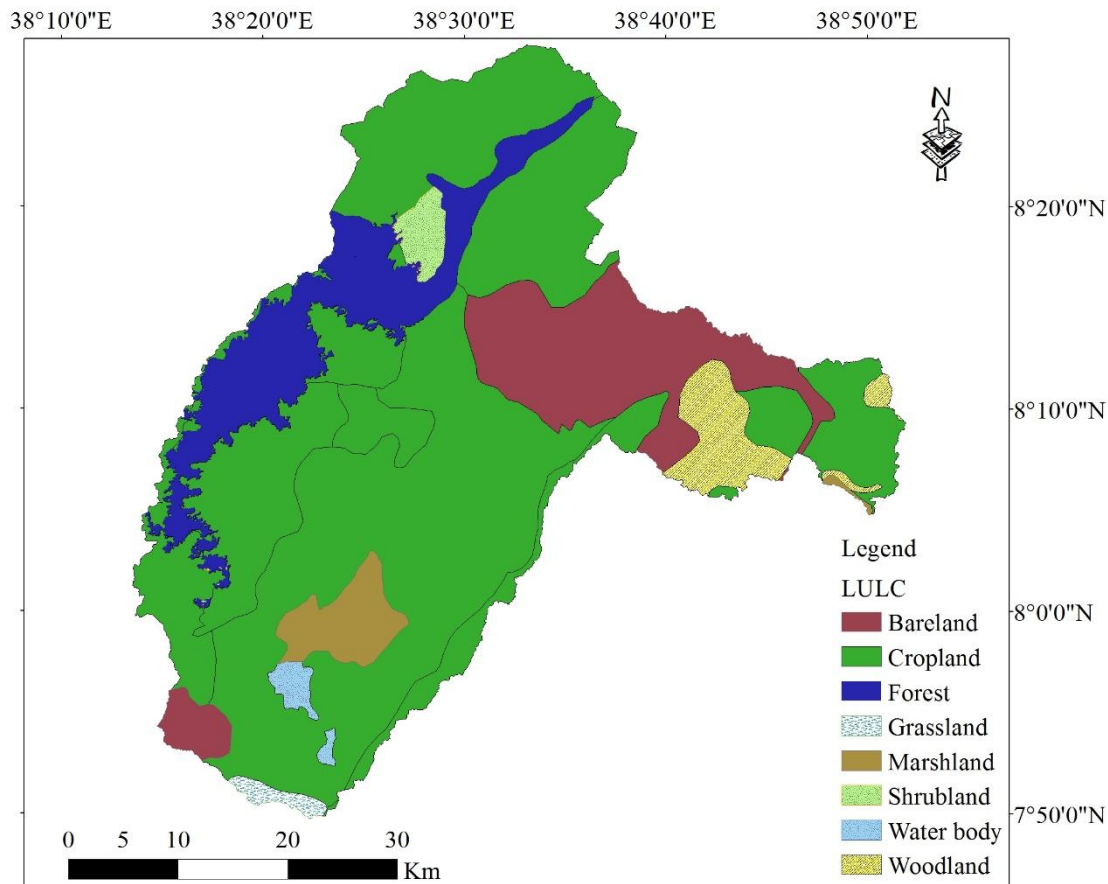 38°10'0"E 38°20'0"E 38°30'0"E 38°40'0"E 38°50'0"E
N
8°20'0"N
8°10'0"N
8°0'0"N
7°50'0"N
Legend
LULC
Bareland
Cropland
Forest
Grassland
Marshland
Shrubland
Water body
Woodland
0 5 10 20 30
Km